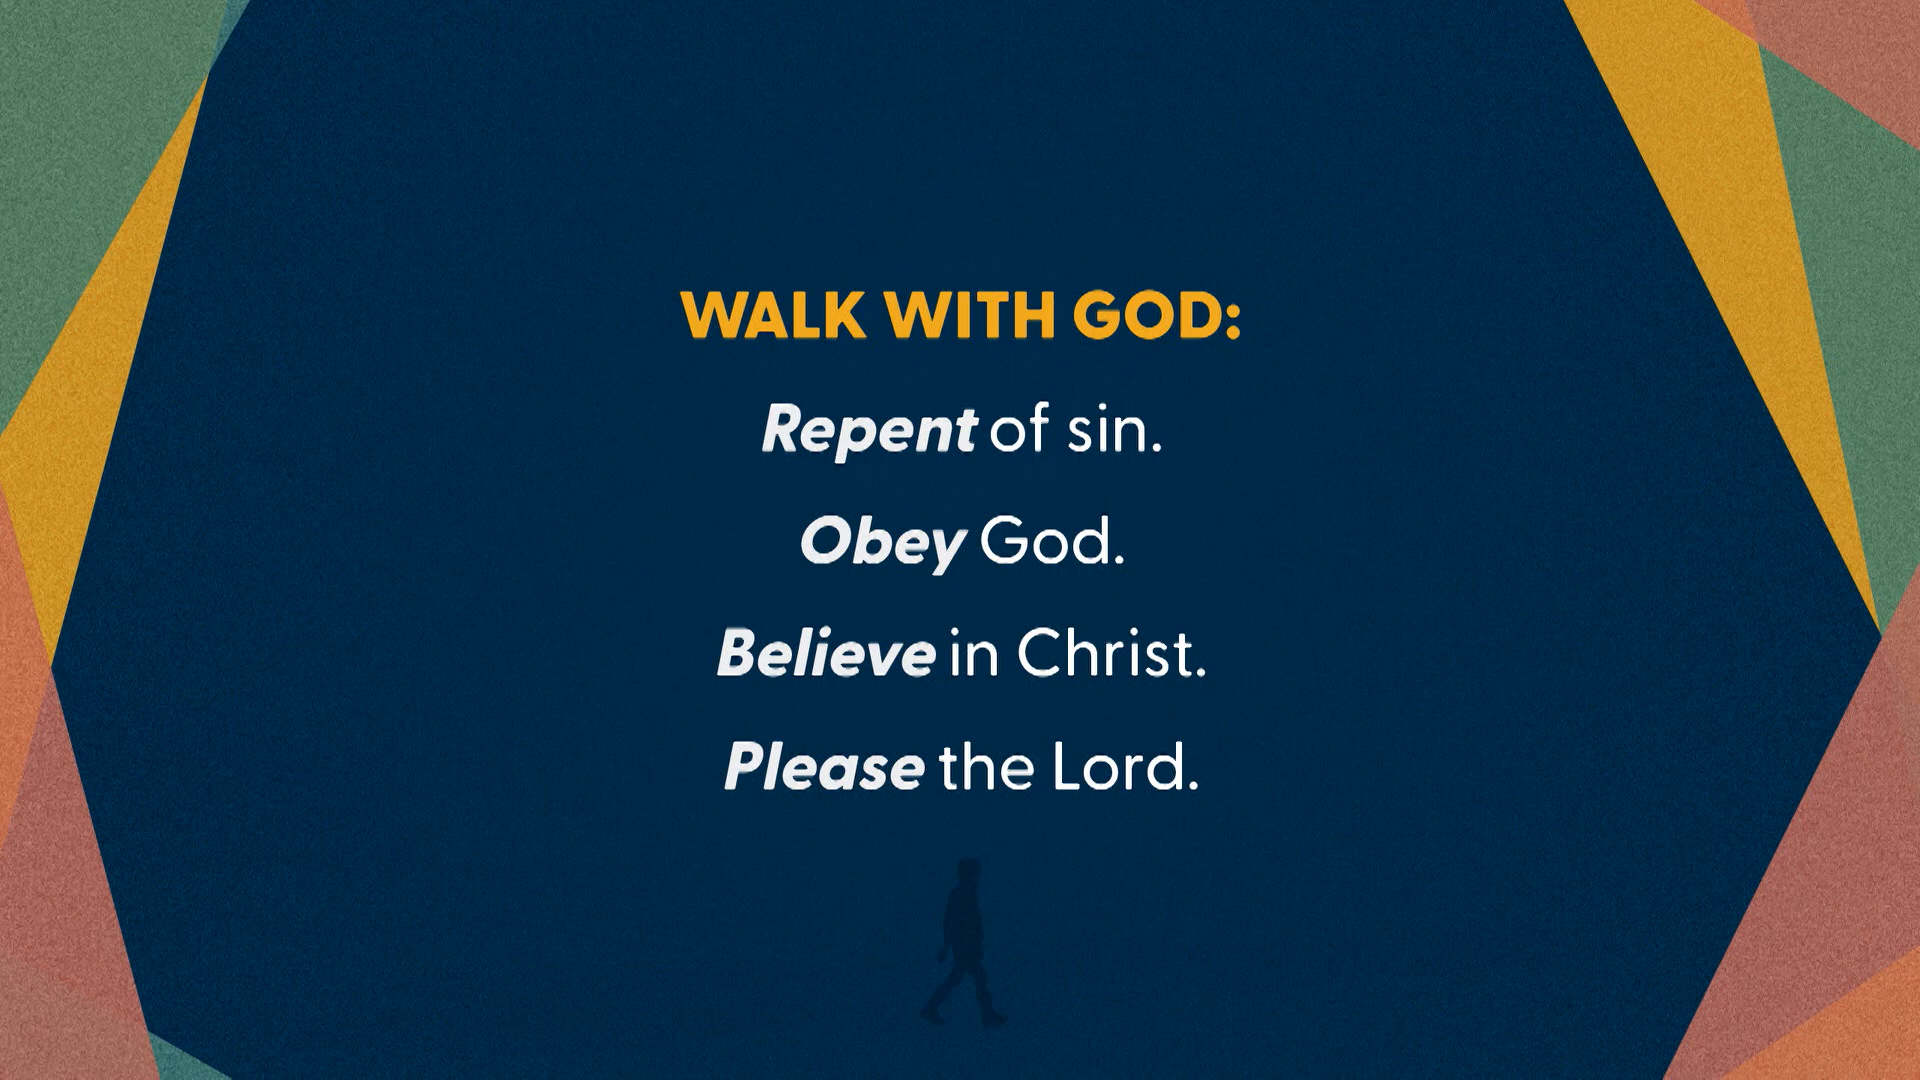 WALK WITH GOD:
Repent of sin.
Obey God.
Believe in Christ.
Please the Lord.